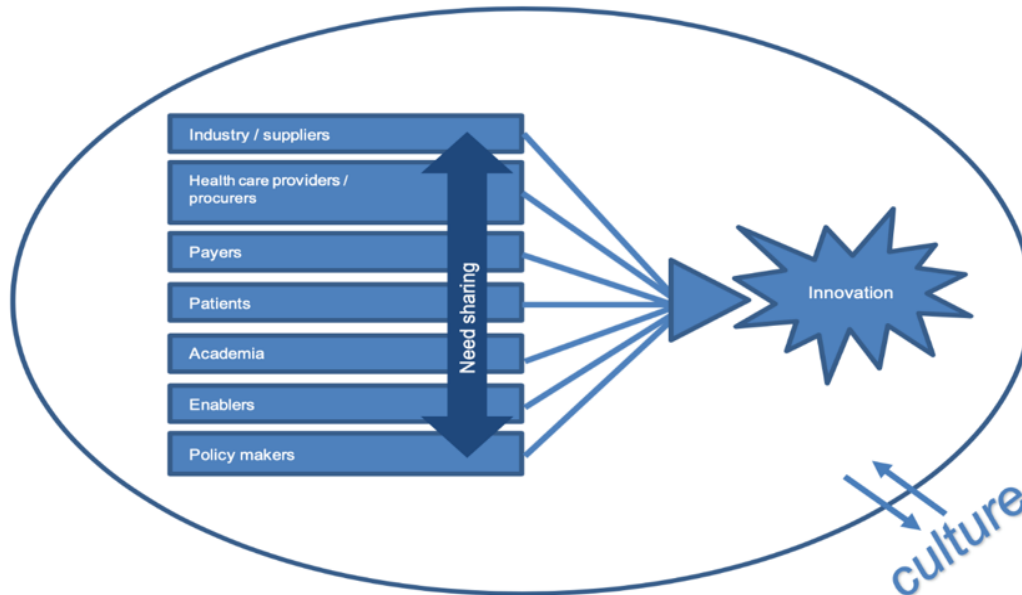 Industry / suppliers
Health care providers /
procurers
Payers
Patients
Academia
Enablers
Policy makers
Need sharing
Innovation
culture